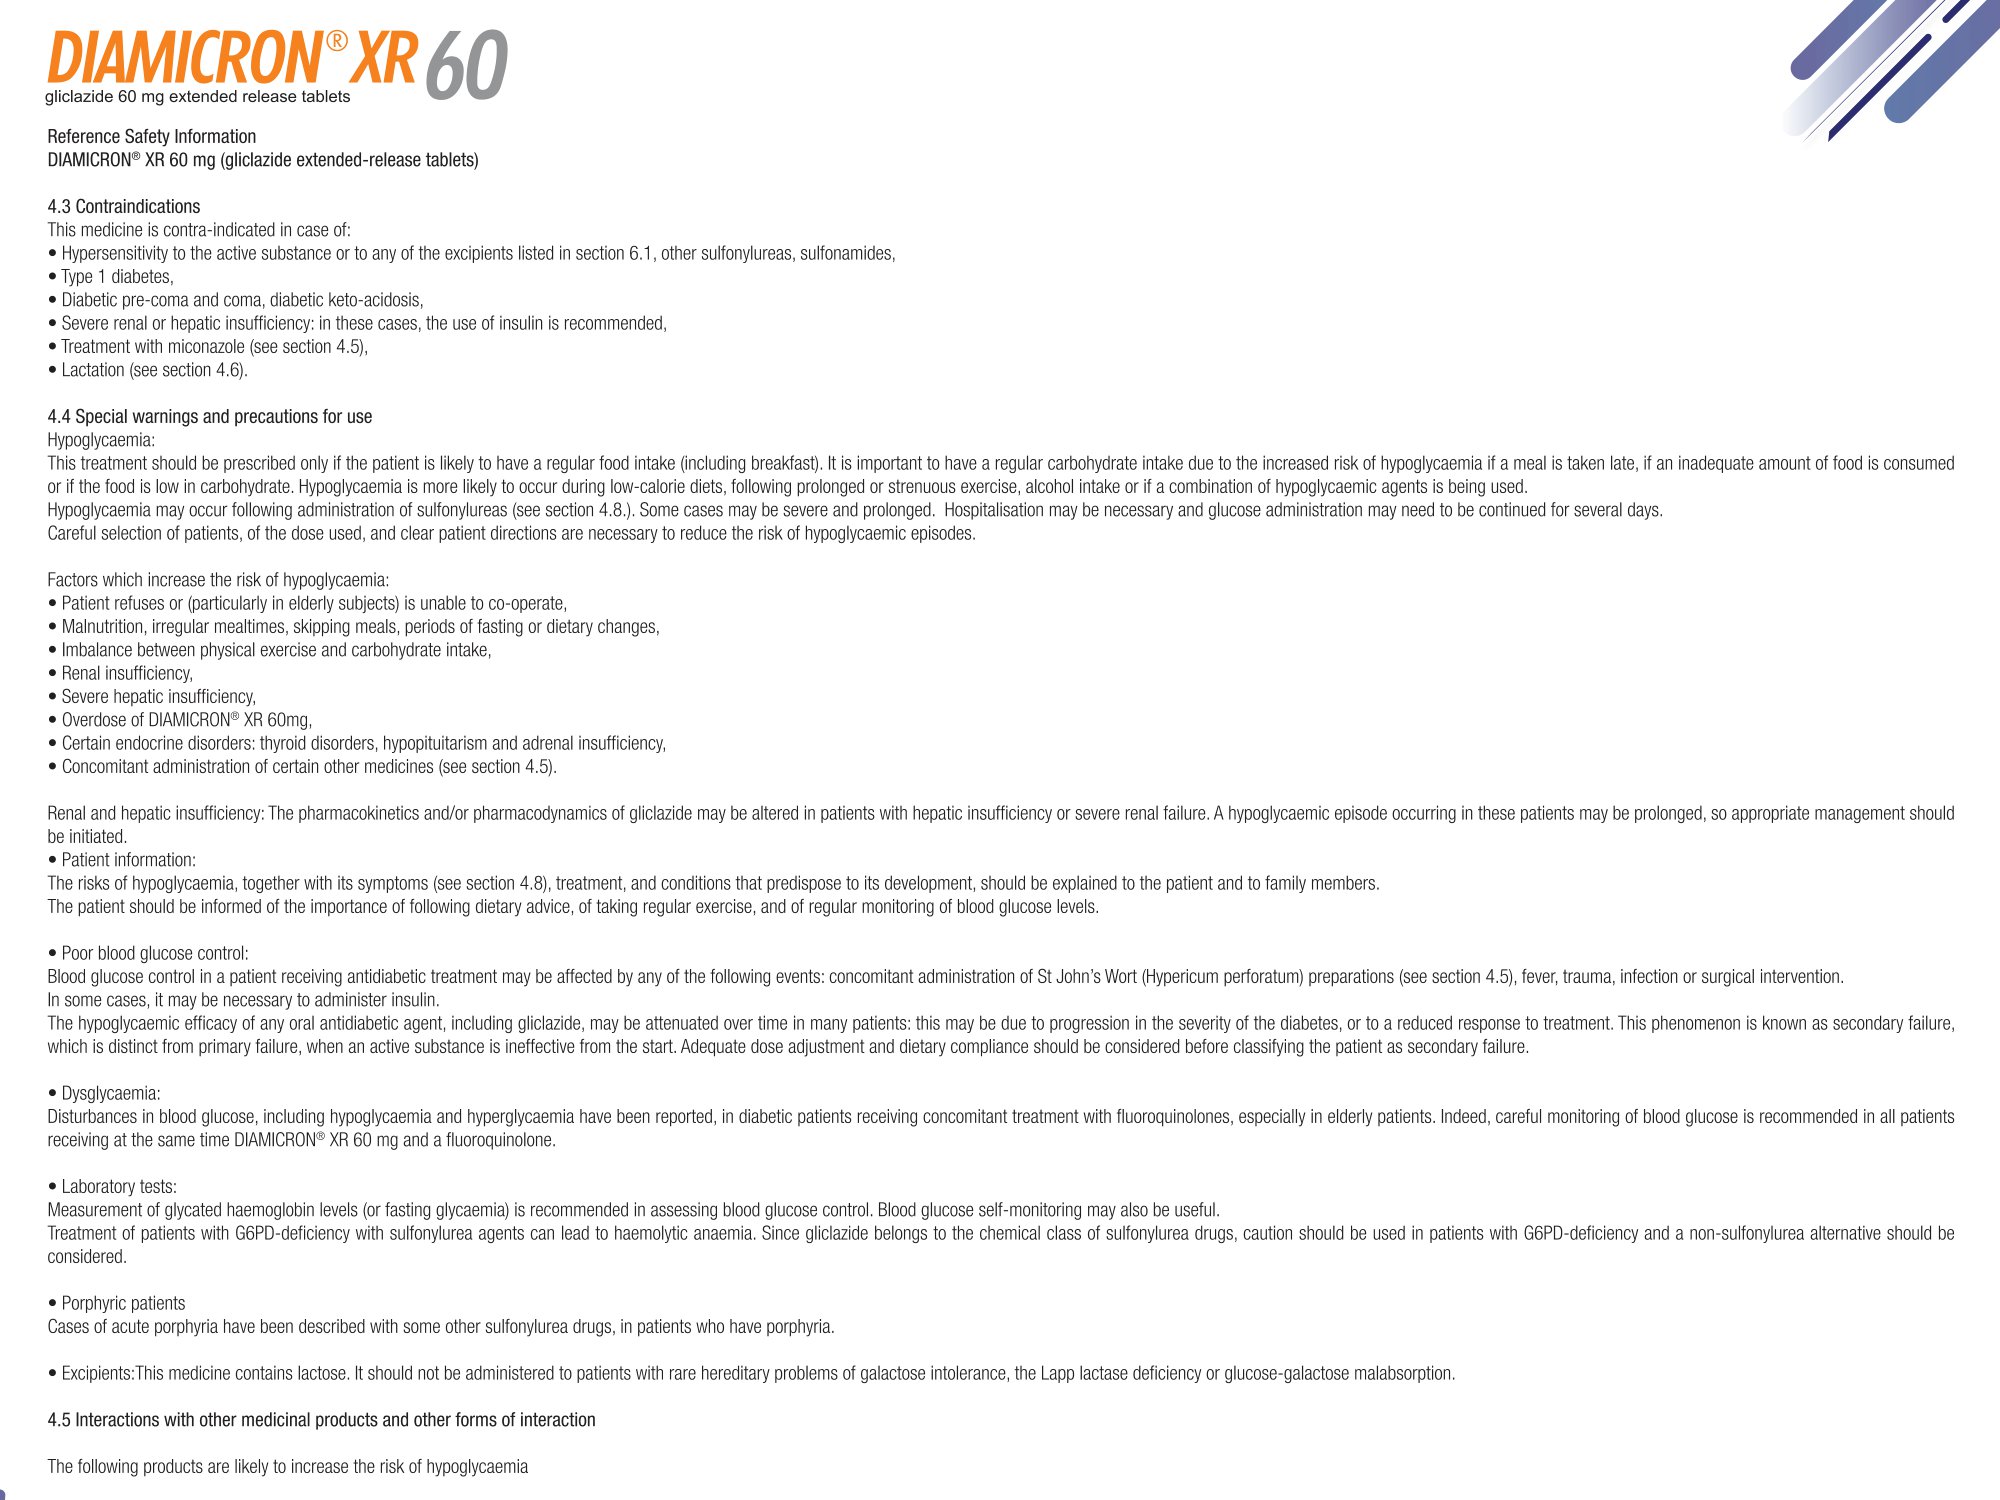 DIAMICRON® XR 60
gliclazide 60 mg extended release tablets
Reference Safety Information
DIAMICRON® XR 60 mg (gliclazide extended-release tablets)
4.3 Contraindications
This medicine is contra-indicated in case of:
• Hypersensitivity to the active substance or to any of the excipients listed in section 6.1, other sulfonylureas, sulfonamides,
• Type 1 diabetes,
• Diabetic pre-coma and coma, diabetic keto-acidosis,
• Severe renal or hepatic insufficiency: in these cases, the use of insulin is recommended,
• Treatment with miconazole (see section 4.5),
• Lactation (see section 4.6).
4.4 Special warnings and precautions for use
Hypoglycaemia:
This treatment should be prescribed only if the patient is likely to have a regular food intake (including breakfast). It is important to have a regular carbohydrate intake due to the increased risk of hypoglycaemia if a meal is taken late, if an inadequate amount of food is consumed
or if the food is low in carbohydrate. Hypoglycaemia is more likely to occur during low-calorie diets, following prolonged or strenuous exercise, alcohol intake or if a combination of hypoglycaemic agents is being used.
Hypoglycaemia may occur following administration of sulfonylureas (see section 4.8.). Some cases may be severe and prolonged. Hospitalisation may be necessary and glucose administration may need to be continued for several days.
Careful selection of patients, of the dose used, and clear patient directions are necessary to reduce the risk of hypoglycaemic episodes.
Factors which increase the risk of hypoglycaemia:
• Patient refuses or (particularly in elderly subjects) is unable to co-operate,
• Malnutrition, irregular mealtimes, skipping meals, periods of fasting or dietary changes,
• Imbalance between physical exercise and carbohydrate intake,
• Renal insufficiency,
• Severe hepatic insufficiency,
• Overdose of DIAMICRON® XR 60mg,
• Certain endocrine disorders: thyroid disorders, hypopituitarism and adrenal insufficiency,
• Concomitant administration of certain other medicines (see section 4.5).
Renal and hepatic insufficiency: The pharmacokinetics and/or pharmacodynamics of gliclazide may be altered in patients with hepatic insufficiency or severe renal failure. A hypoglycaemic episode occurring in these patients may be prolonged, so appropriate management should
be initiated.
• Patient information:
The risks of hypoglycaemia, together with its symptoms (see section 4.8), treatment, and conditions that predispose to its development, should be explained to the patient and to family members.
The patient should be informed of the importance of following dietary advice, of taking regular exercise, and of regular monitoring of blood glucose levels.
• Poor blood glucose control:
Blood glucose control in a patient receiving antidiabetic treatment may be affected by any of the following events: concomitant administration of St John’s Wort (Hypericum perforatum) preparations (see section 4.5), fever, trauma, infection or surgical intervention.
In some cases, it may be necessary to administer insulin.
The hypoglycaemic efficacy of any oral antidiabetic agent, including gliclazide, may be attenuated over time in many patients: this may be due to progression in the severity of the diabetes, or to a reduced response to treatment. This phenomenon is known as secondary failure,
which is distinct from primary failure, when an active substance is ineffective from the start. Adequate dose adjustment and dietary compliance should be considered before classifying the patient as secondary failure.
• Dysglycaemia:
Disturbances in blood glucose, including hypoglycaemia and hyperglycaemia have been reported, in diabetic patients receiving concomitant treatment with fluoroquinolones, especially in elderly patients. Indeed, careful monitoring of blood glucose is recommended in all patients
receiving at the same time DIAMICRON® XR 60 mg and a fluoroquinolone.
• Laboratory tests:
Measurement of glycated haemoglobin levels (or fasting glycaemia) is recommended in assessing blood glucose control. Blood glucose self-monitoring may also be useful.
Treatment of patients with G6PD-deficiency with sulfonylurea agents can lead to haemolytic anaemia. Since gliclazide belongs to the chemical class of sulfonylurea drugs, caution should be used in patients with G6PD-deficiency and a non-sulfonylurea alternative should be
considered.
• Porphyric patients
Cases of acute porphyria have been described with some other sulfonylurea drugs, in patients who have porphyria.
• Excipients:This medicine contains lactose. It should not be administered to patients with rare hereditary problems of galactose intolerance, the Lapp lactase deficiency or glucose-galactose malabsorption.
4.5 Interactions with other medicinal products and other forms of interaction
The following products are likely to increase the risk of hypoglycaemia